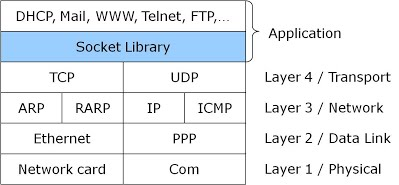 DHCP, Mail, WWW, Telnet, FTP,...
Socket Library
Application
TCP UDP Layer 4 / Transport
ARP RARP IP ICMP Layer 3 / Network
Ethernet PPP Layer 2 / Data Link
Network card Com Layer 1 / Physical